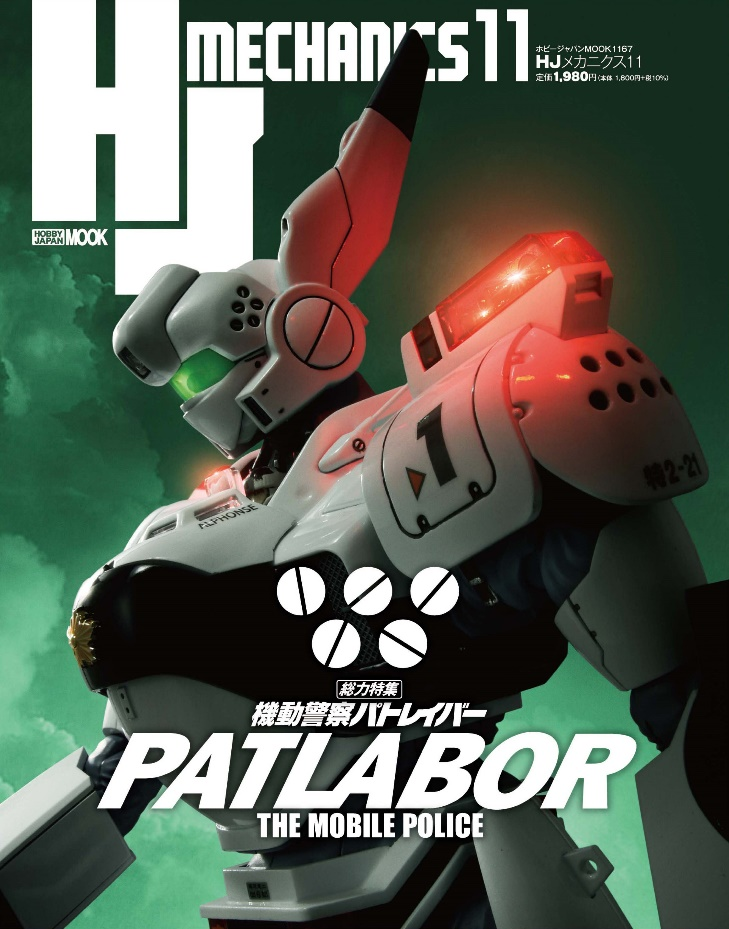 HJ
MECHANICS 11
ホビージャパンMOOK1167
HJメカニクス11
定価1,980円(本体 1,800円+税10%)
HOBBY JAPAN MOOK
1
特2-21
ALPHONSE
総力特集
機動警察パトレイバー
PATLABOR
THE MOBILE POLICE